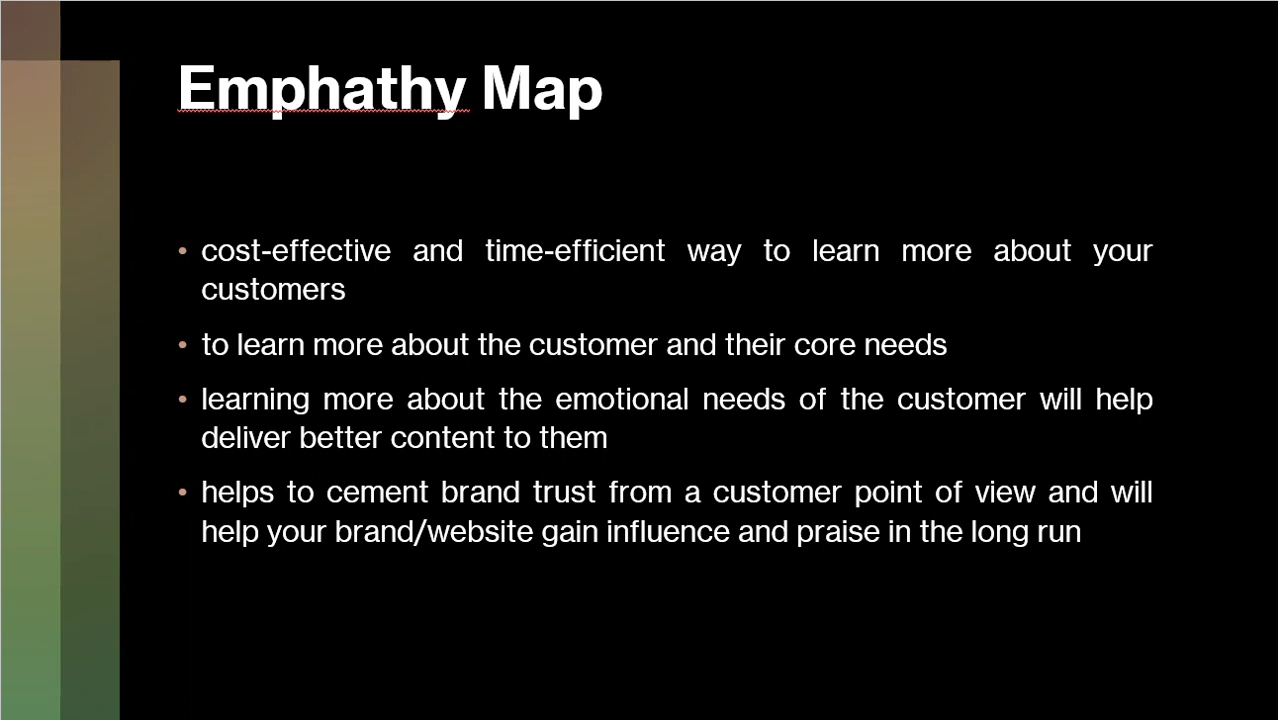 Emphathy Map
• cost-effective and time-efficient way to learn more about your
customers
• to learn more about the customer and their core needs
• learning more about the emotional needs of the customer will help
deliver better content to them
• helps to cement brand trust from a customer point of view and will
help your brand/website gain influence and praise in the long run